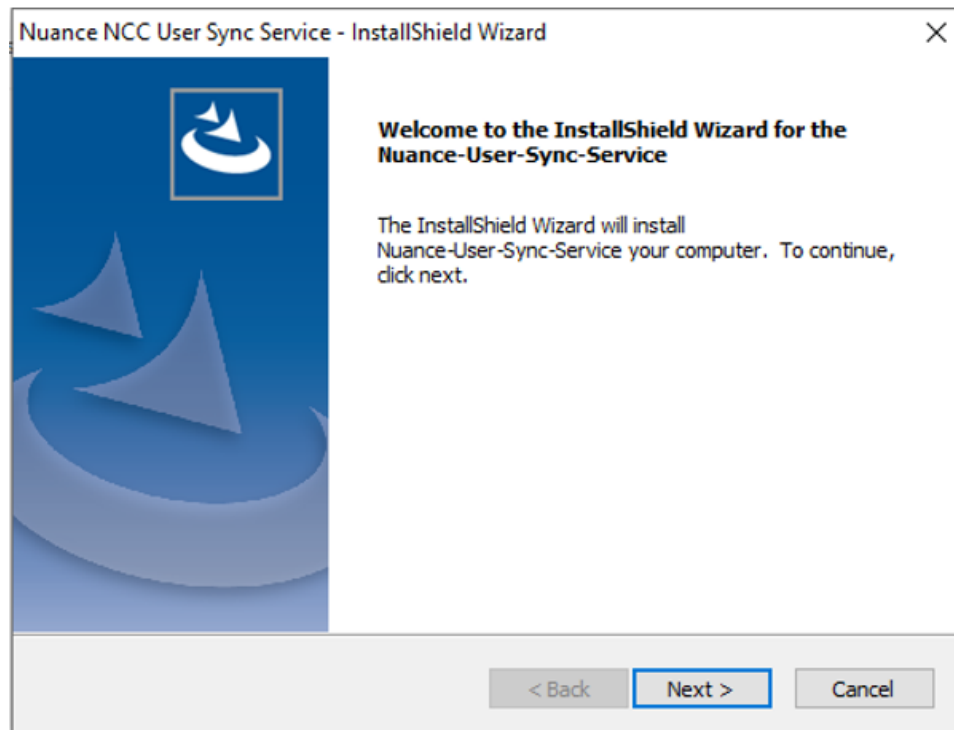 Nuance NCC User Sync Service - InstallShield Wizard
Welcome to the InstallShield Wizard for the
Nuance-User-Sync-Service
The InstallShield Wizard will install
Nuance-User-Sync-Service your computer.  To continue,
click next.
< Back
Next >
Cancel